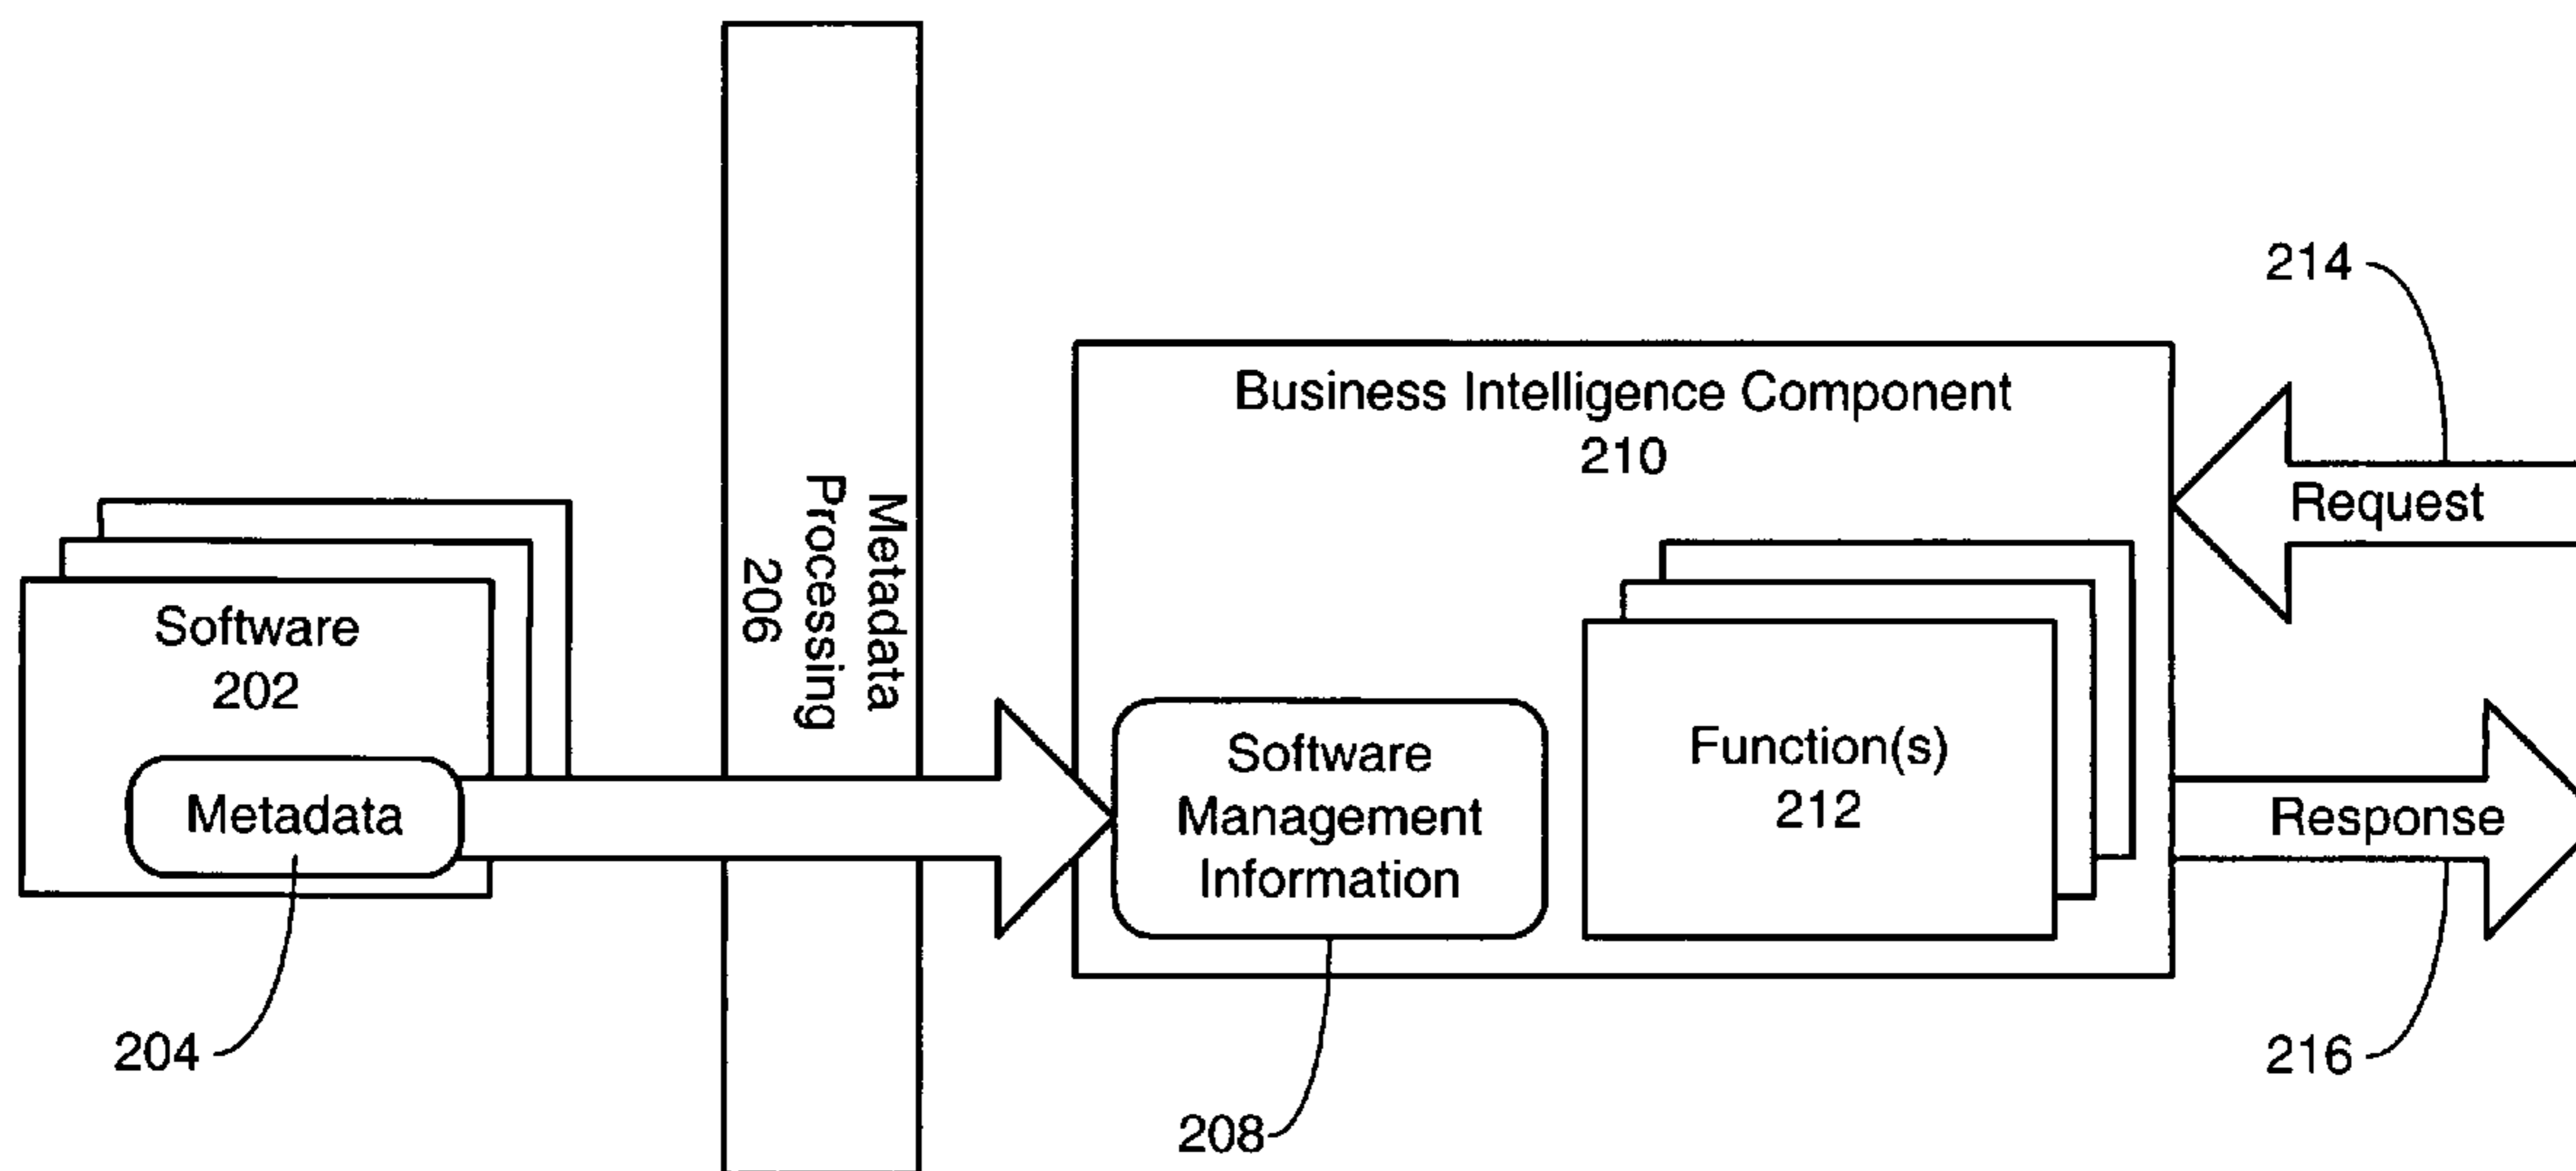 214
Business Intelligence Component
210
Request
Metadata
Processing
206
Software
202
Metadata
Software
Management
Information
Function(s)
212
Response
204
216
208